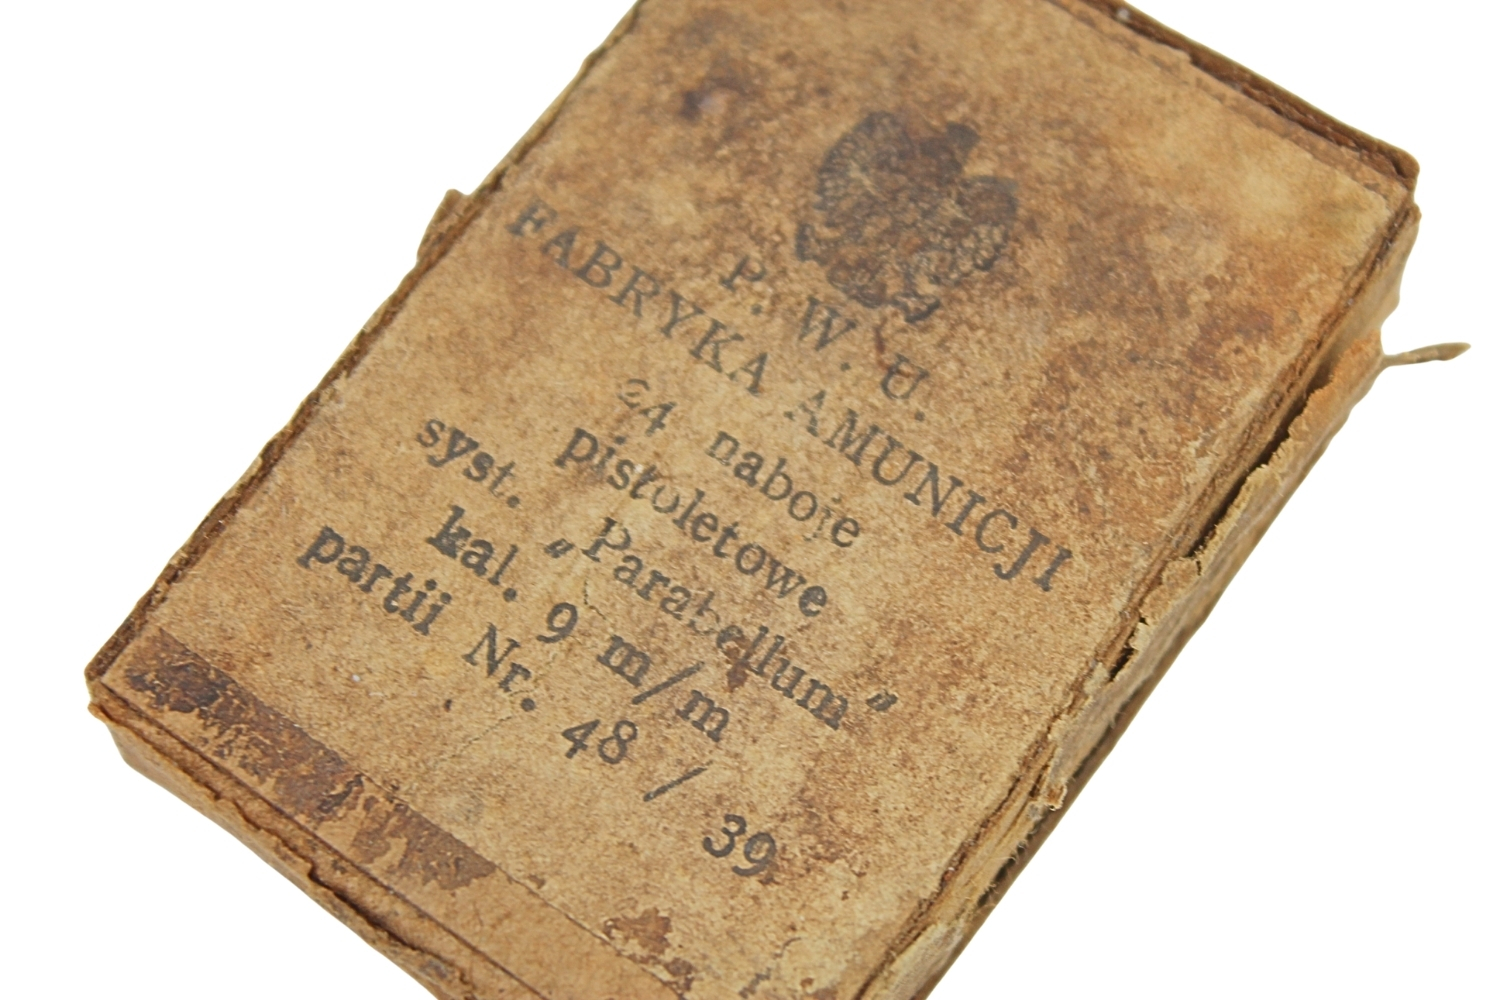 P. W. U.
FABRYKA AMUNICJI
24 naboje
pistoletowe
syst. „Parabellum”
kal. 9 m/m
partii Nr. 48 / 39